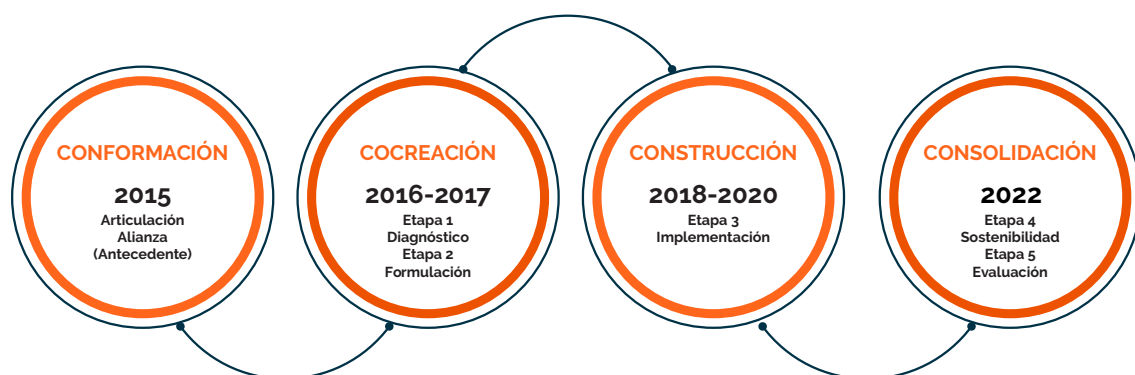 CONFORMACIÓN
2015
Articulación
Alianza
(Antecedente)
COCREACIÓN
2016-2017
Etapa 1
Diagnóstico
Etapa 2
Formulación
CONSTRUCCIÓN
2018-2020
Etapa 3
Implementación
CONSOLIDACIÓN
2022
Etapa 4
Sostenibilidad
Etapa 5
Evaluación